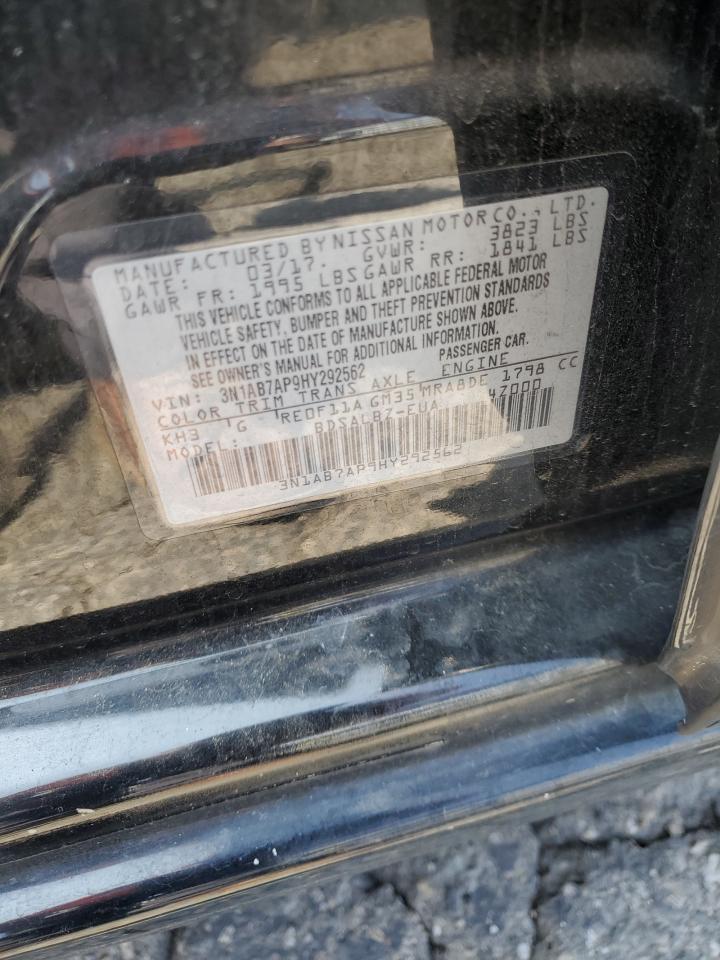 MANUFACTURED BY NISSAN MOTOR CO., LTD.
DATE: 03/17. GVWR: 3823 LBS
GAWR FR: 1995 LBS GAWR RR: 1841 LBS
THIS VEHICLE CONFORMS TO ALL APPLICABLE FEDERAL MOTOR
VEHICLE SAFETY, BUMPER AND THEFT PREVENTION STANDARDS
IN EFFECT ON THE DATE OF MANUFACTURE SHOWN ABOVE.
SEE OWNER'S MANUAL FOR ADDITIONAL INFORMATION.
VIN: 3N1AB7AP9HY292562 PASSENGER CAR.
COLOR TRIM TRANS AXLE ENGINE
KH3 G RE0F11A GM35 MRA8DE 1798 CC
MODEL: BDSALB7-EUA 4Z000
3N1AB7AP9HY292562